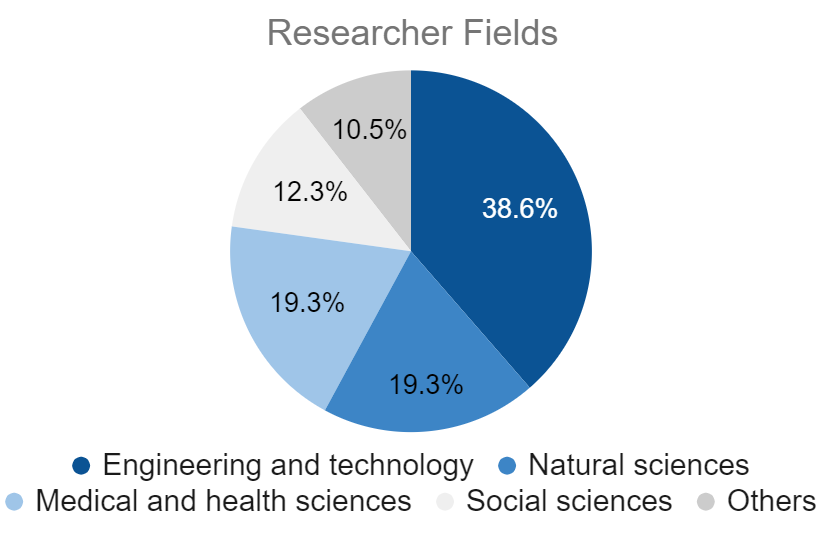 Researcher Fields
10.5%
38.6%
12.3%
19.3%
19.3%
Engineering and technology Natural sciences
Medical and health sciences Social sciences Others